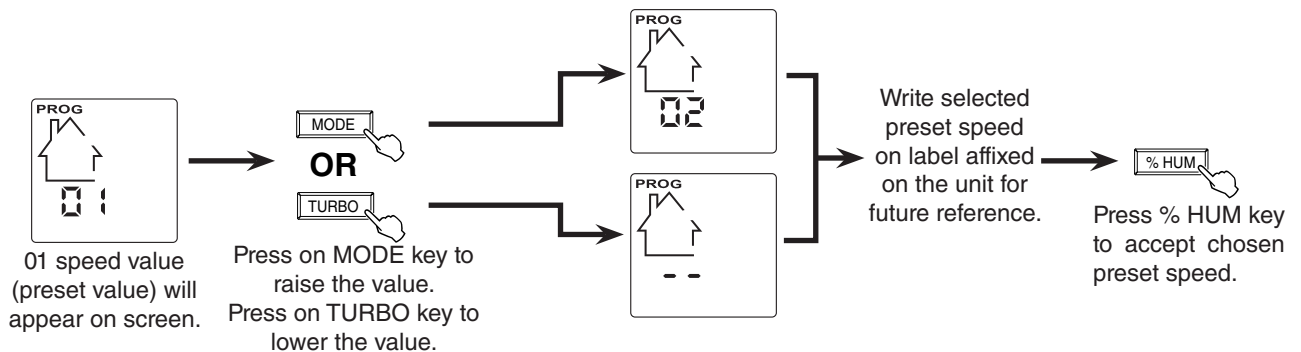 PROG
01
01 speed value
(preset value) will
appear on screen.
MODE
OR
TURBO
Press on MODE key to
raise the value.
Press on TURBO key to
lower the value.
PROG
02
PROG
--
Write selected
preset speed
on label affixed
on the unit for
future reference.
% HUM
Press % HUM key
to accept chosen
preset speed.